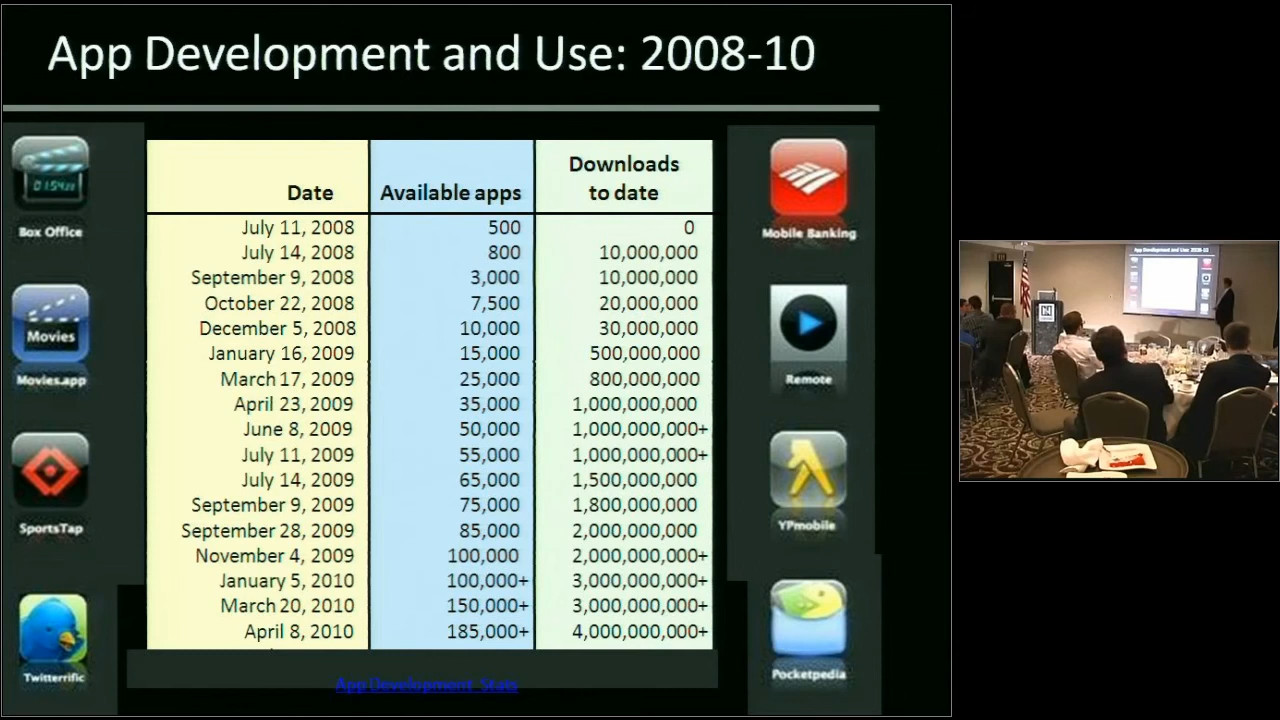 App Development and Use: 2008-10
Date Available apps Downloads to date
July 11, 2008 500 0
July 14, 2008 800 10,000,000
September 9, 2008 3,000 10,000,000
October 22, 2008 7,500 20,000,000
December 5, 2008 10,000 30,000,000
January 16, 2009 15,000 500,000,000
March 17, 2009 25,000 800,000,000
April 23, 2009 35,000 1,000,000,000
June 8, 2009 50,000 1,000,000,000+
July 11, 2009 55,000 1,000,000,000+
July 14, 2009 65,000 1,500,000,000
September 9, 2009 75,000 1,800,000,000
September 28, 2009 85,000 2,000,000,000
November 4, 2009 100,000 2,000,000,000+
January 5, 2010 100,000+ 3,000,000,000+
March 20, 2010 150,000+ 3,000,000,000+
April 8, 2010 185,000+ 4,000,000,000+
App Development Stats
Box Office
Movies
Movies.app
SportsTap
Twitterrific
Mobile Banking
Remote
YPmobile
Pocketpedia
App Development and Use: 2008-10
N